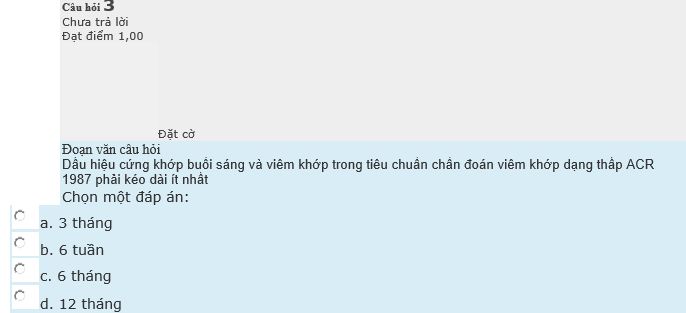 Câu hỏi 3
Chưa trả lời
Đạt điểm 1,00
Đặt cờ
Đoạn văn câu hỏi
Dấu hiệu cứng khớp buổi sáng và viêm khớp trong tiêu chuẩn chẩn đoán viêm khớp dạng thấp ACR
1987 phải kéo dài ít nhất
Chọn một đáp án:
a. 3 tháng
b. 6 tuần
c. 6 tháng
d. 12 tháng